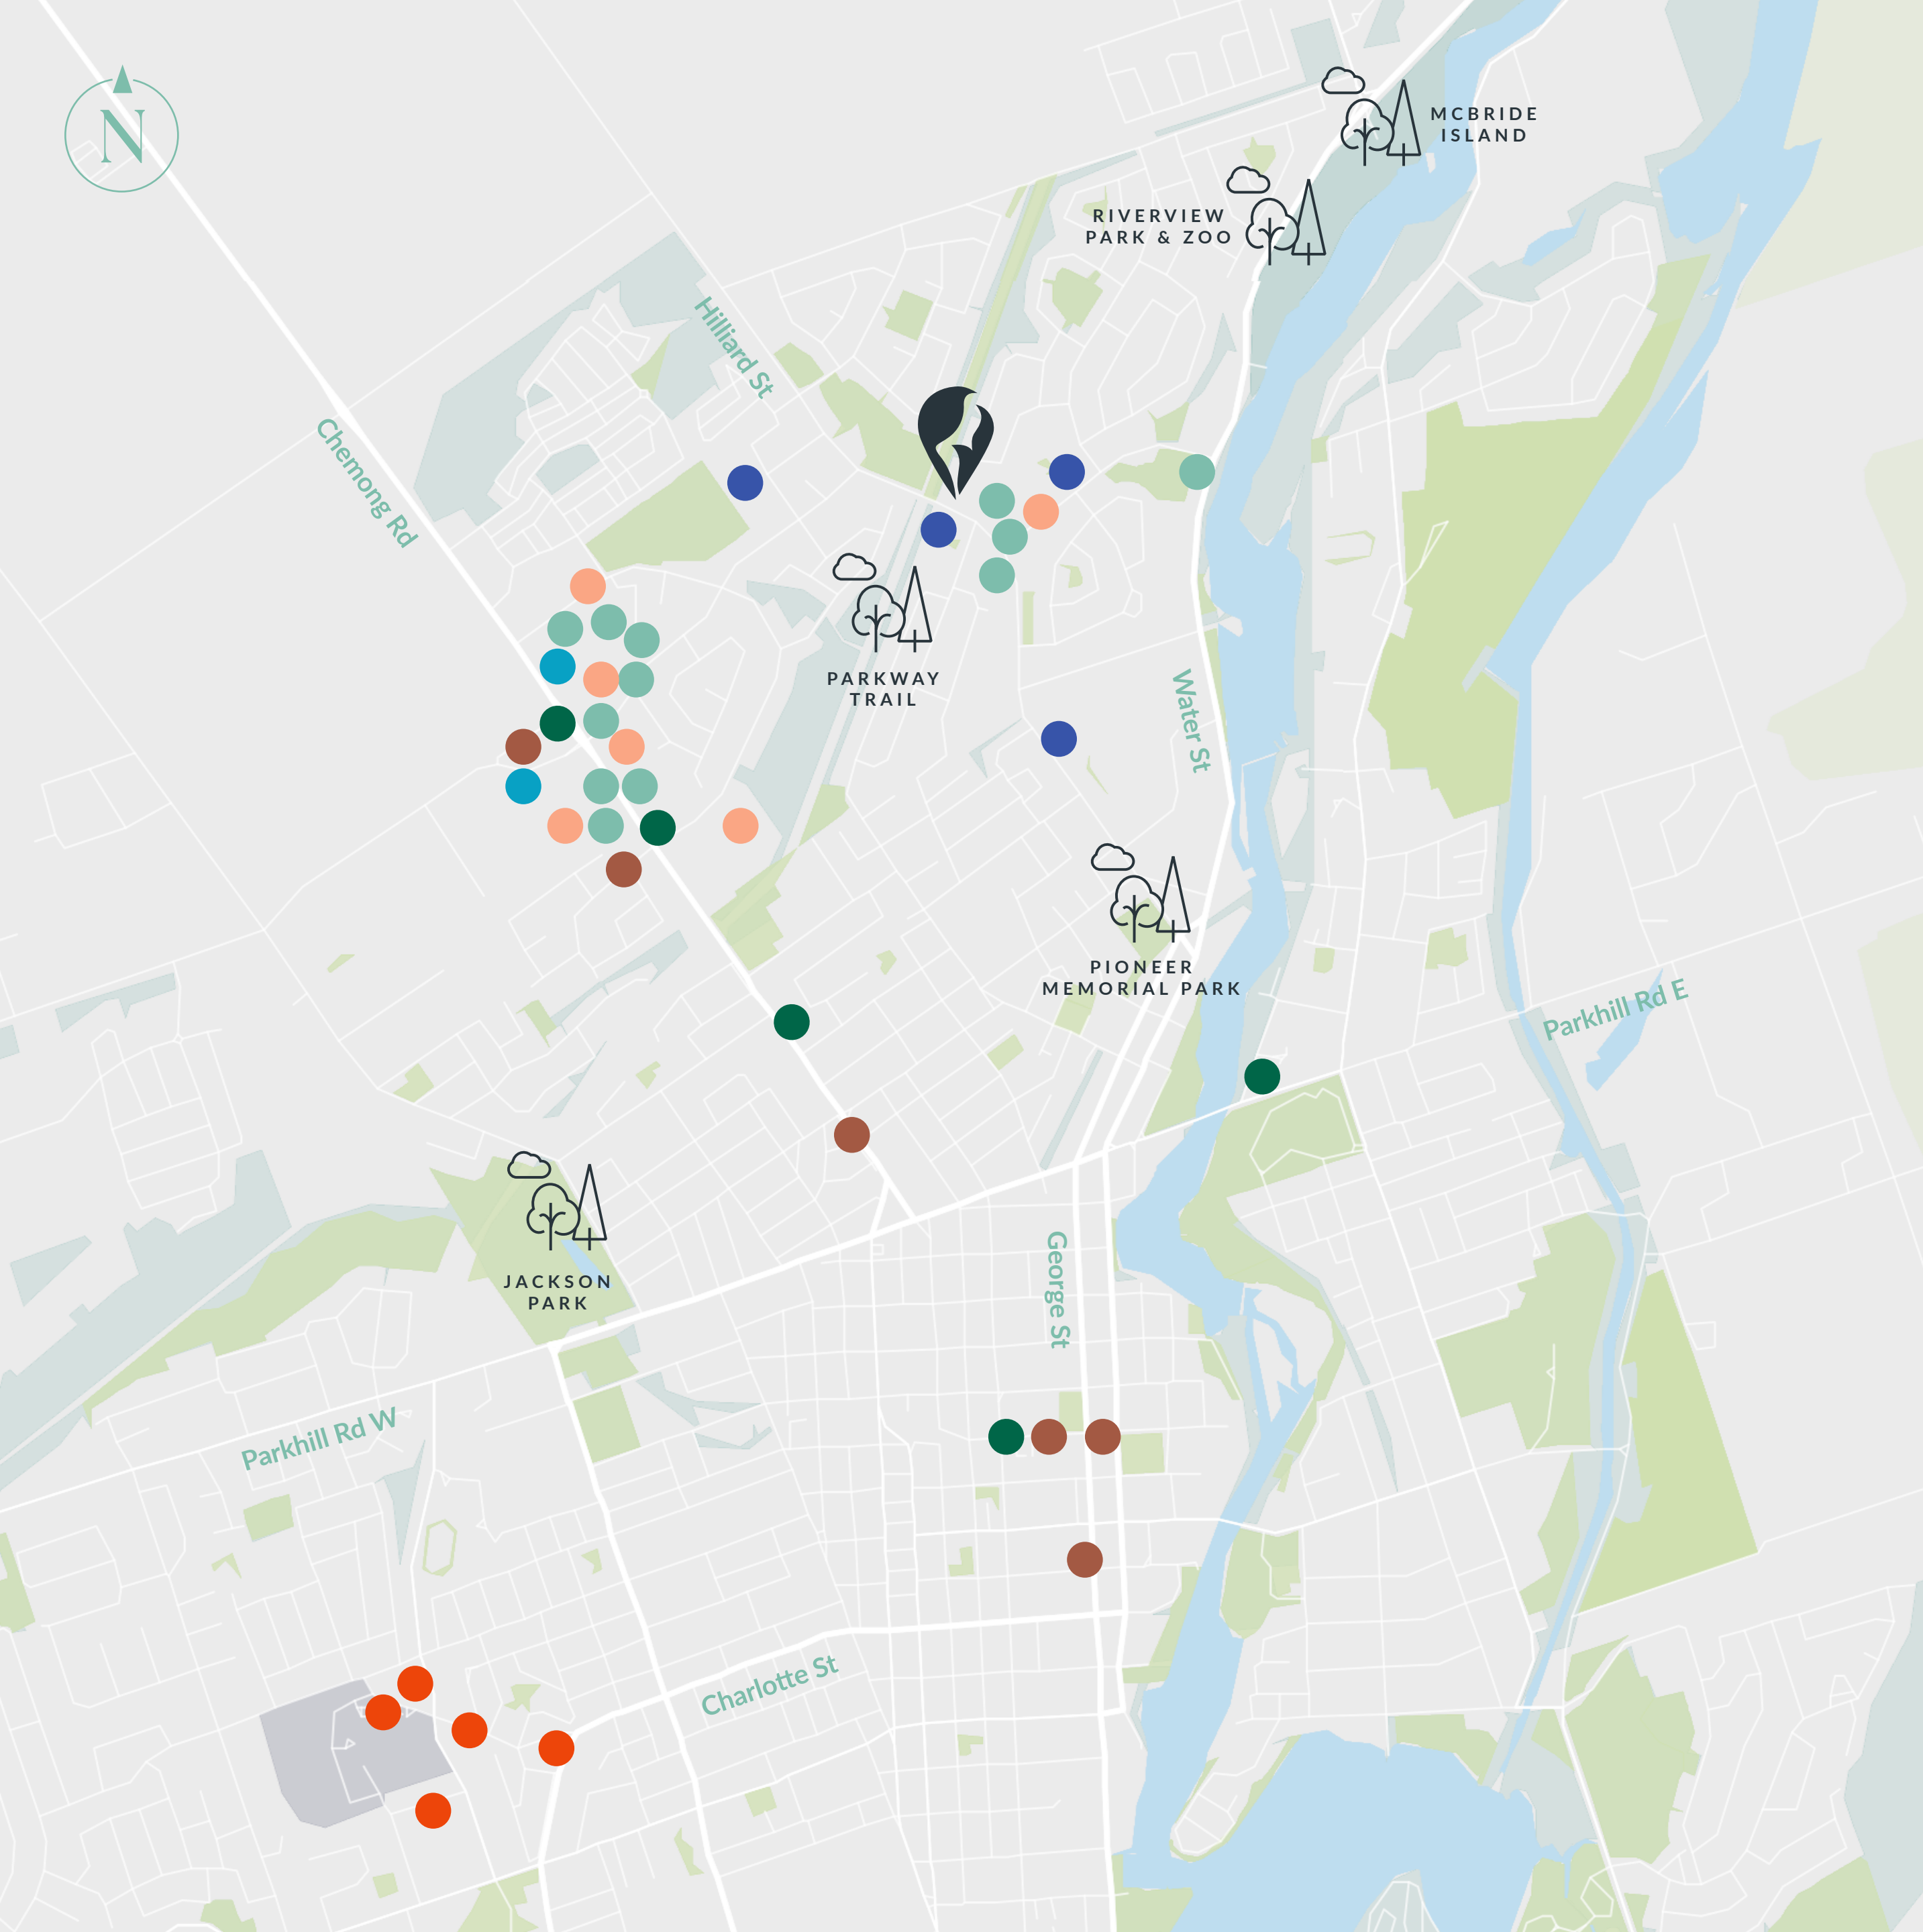 MCBRIDE
ISLAND
N
RIVERVIEW
PARK & ZOO
Hilliard St
Chemong Rd
PARKWAY
TRAIL
Water St
PIONEER
MEMORIAL PARK
Parkhill Rd E
JACKSON
PARK
George St
Parkhill Rd W
Charlotte St